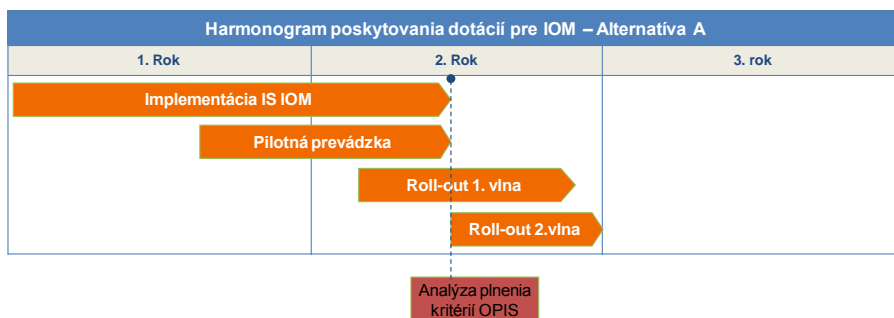 Harmonogram poskytovania dotácií pre IOM – Alternatíva A
1. Rok
2. Rok
3. rok
Implementácia IS IOM
Pilotná prevádzka
Roll-out 1. vlna
Roll-out 2.vlna
Analýza plnenia
kritérií OPIS